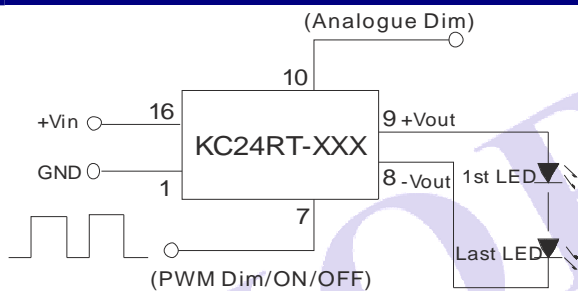 (Analogue Dim)
10
+Vin
16
KC24RT-XXX
9 +Vout
GND
1
8 -Vout
1st LED
7
Last LED
(PWM Dim/ON/OFF)